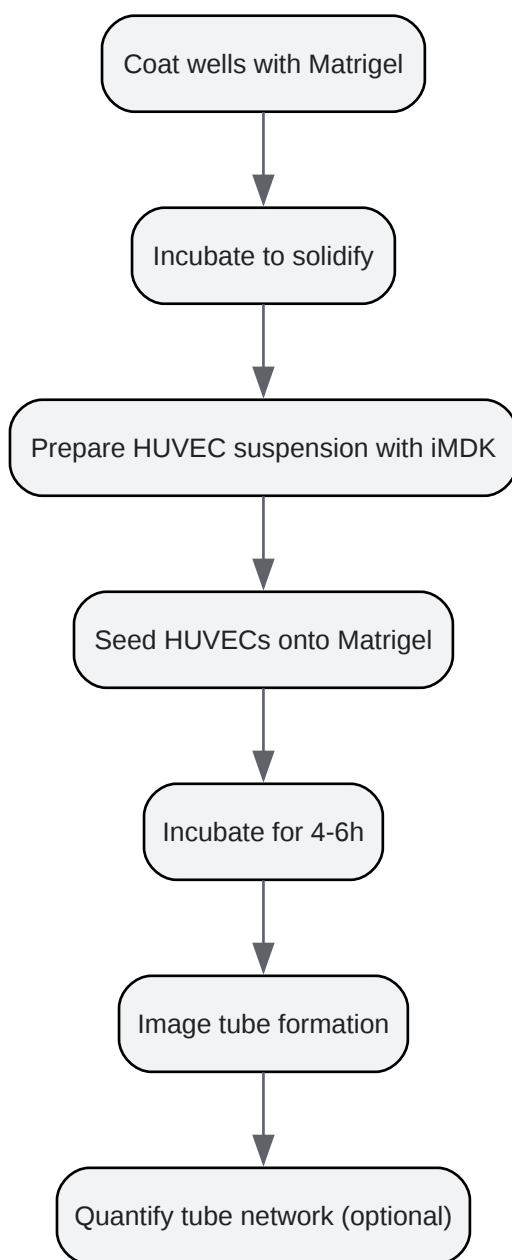 Coat wells with Matrigel
Incubate to solidify
Prepare HUVEC suspension with iMDK
Seed HUVECs onto Matrigel
Incubate for 4-6h
Image tube formation
Quantify tube network (optional)